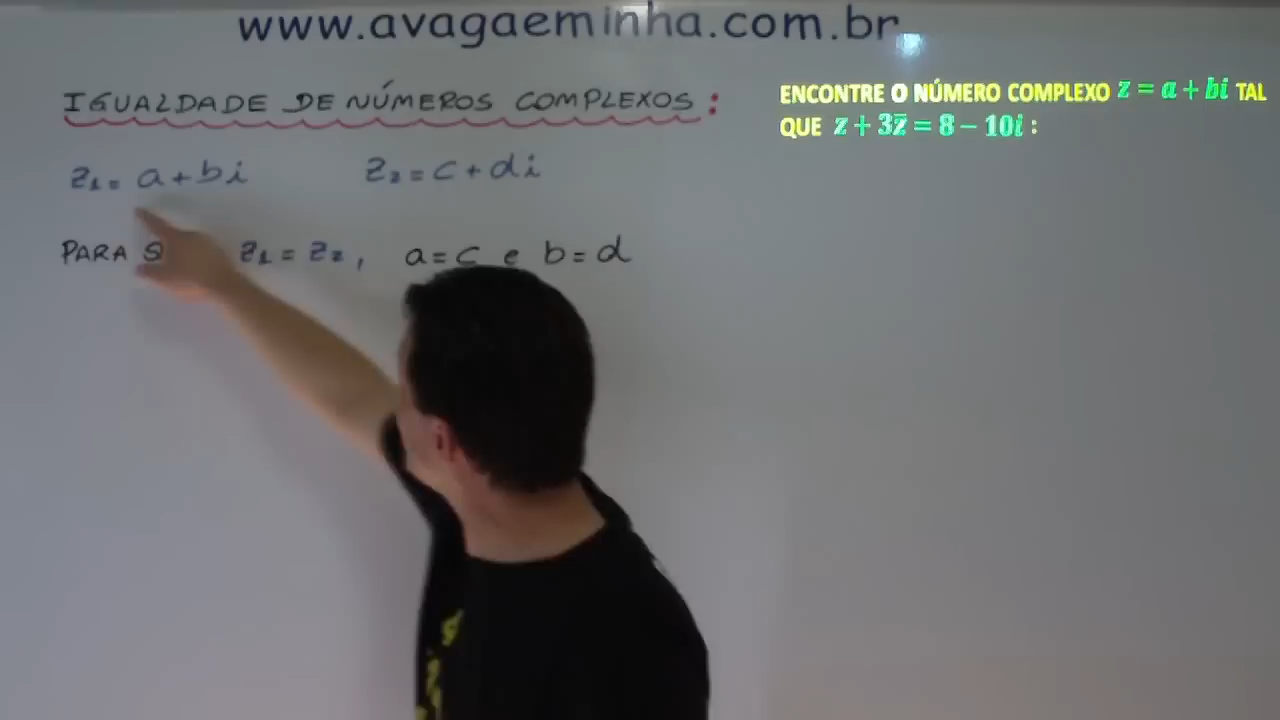 www.avagaeminha.com.br
IGUALDADE DE NÚMEROS COMPLEXOS:
z₁ = a + bi z₂ = c + di
PARA z₁ = z₂, a = c e b = d
ENCONTRE O NÚMERO COMPLEXO z = a + bi TAL
QUE z + 3z̄ = 8 − 10i :